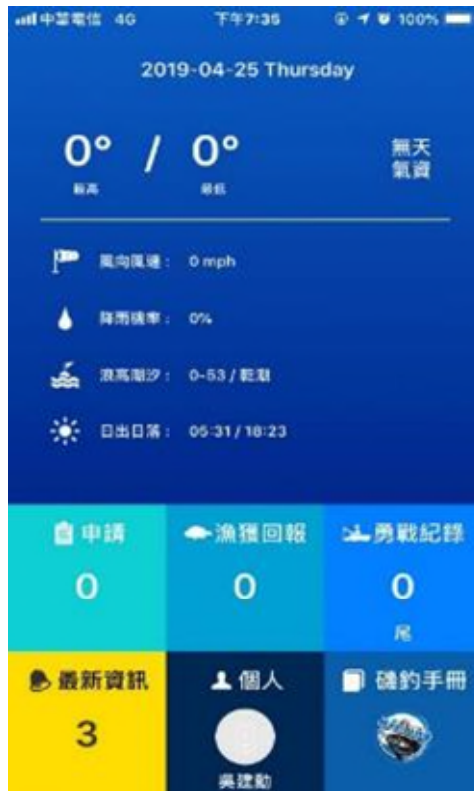 中華電信 4G 下午7:35 100%
2019-04-25 Thursday
0° / 0°
最高 最低
無天
氣資
風向風速： 0 mph
降雨機率： 0%
浪高潮汐： 0-53 / 乾潮
日出日落： 05:31 / 18:23
申請 漁獲回報 勇戰紀錄
0 0 0
尾
最新資訊 個人 磯釣手冊
3
吳建勳